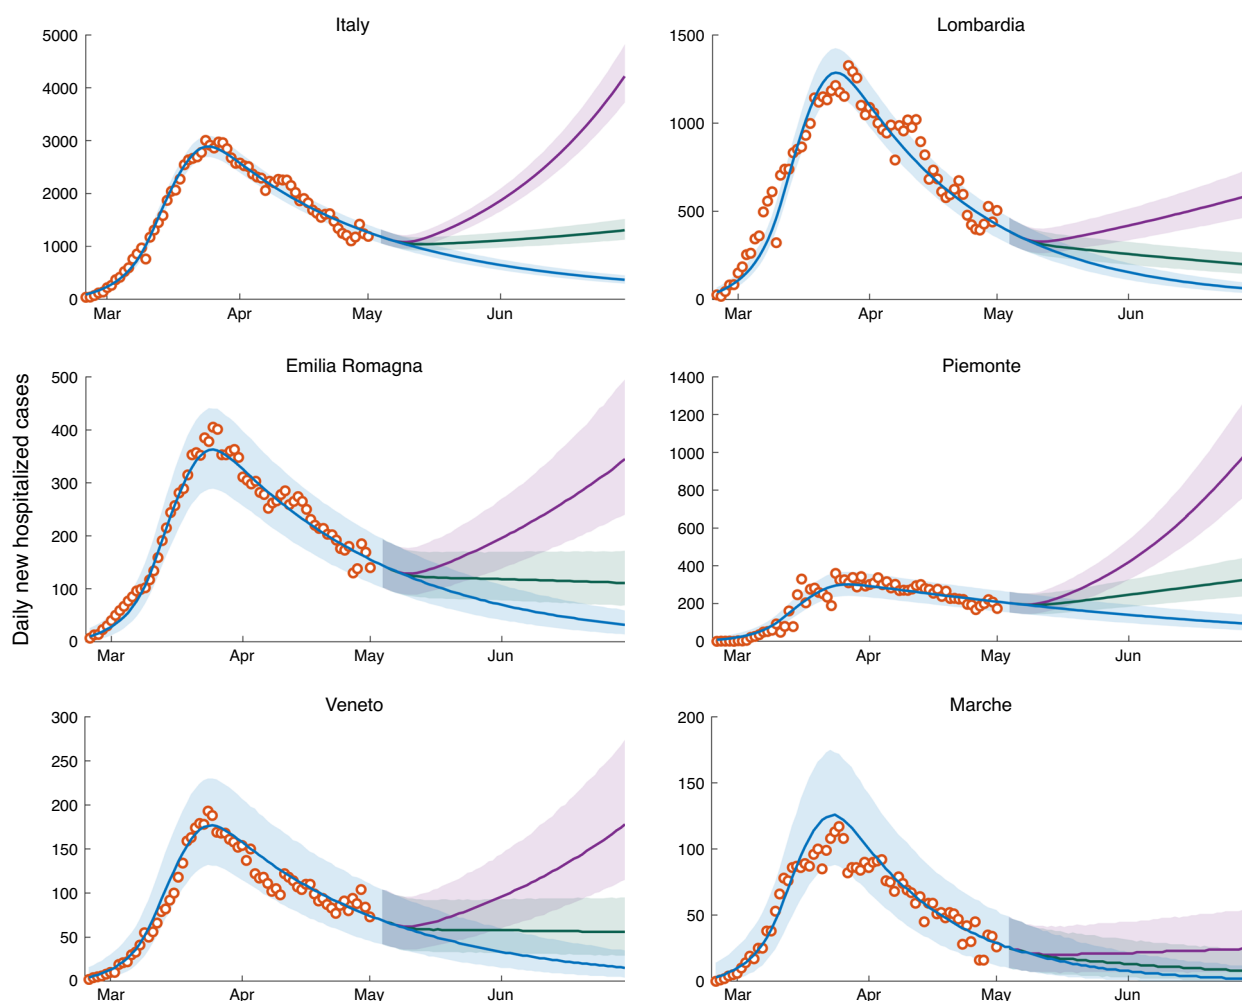 Italy
Lombardia
5000
4000
3000
2000
1000
0
Mar Apr May Jun
1500
1000
500
0
Mar Apr May Jun
Emilia Romagna
Piemonte
Daily new hospitalized cases
500
400
300
200
100
0
Mar Apr May Jun
1400
1200
1000
800
600
400
200
0
Mar Apr May Jun
Veneto
Marche
300
250
200
150
100
50
0
Mar Apr May Jun
200
150
100
50
0
Mar Apr May Jun